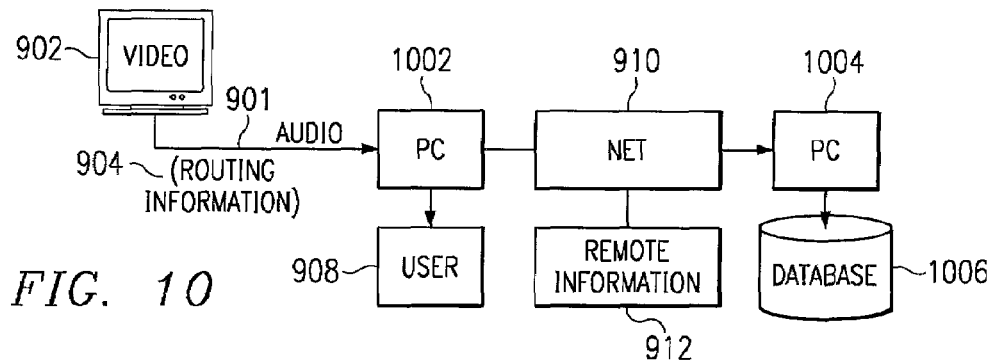 902
VIDEO
901
904
AUDIO
(ROUTING
INFORMATION)
1002
PC
908
USER
910
NET
REMOTE
INFORMATION
912
1004
PC
DATABASE
1006
FIG. 10